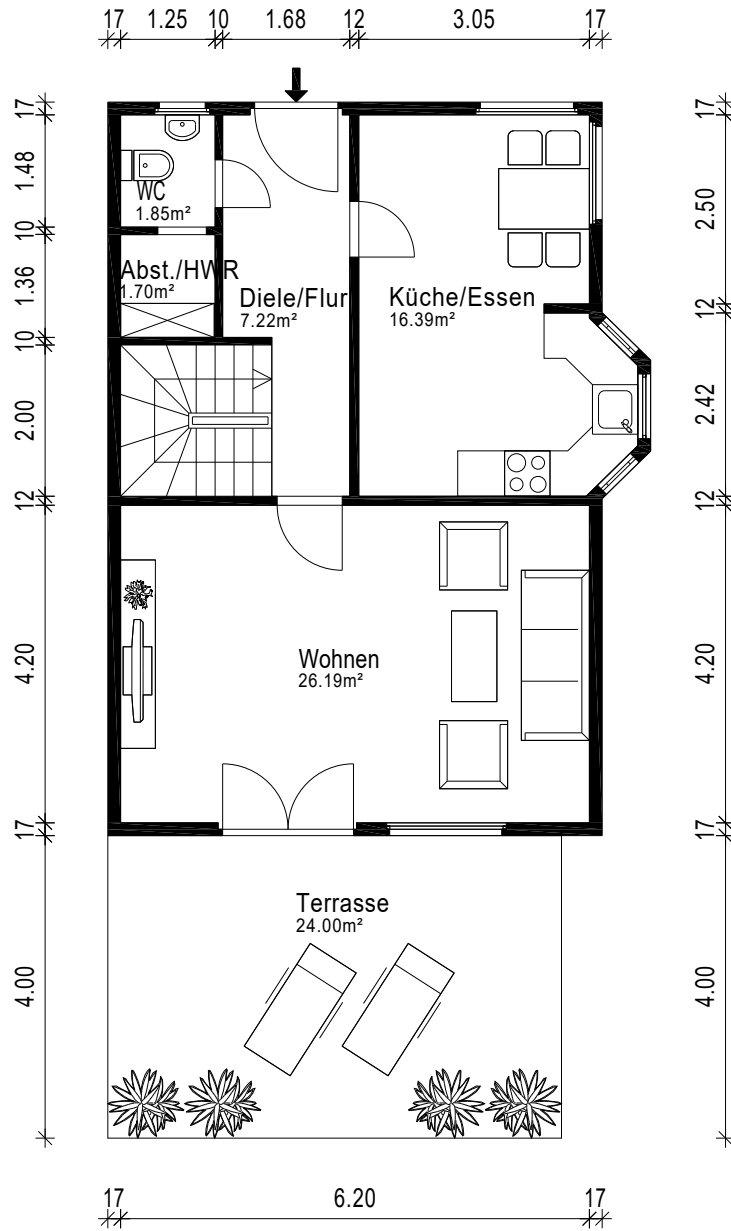 17 1.25 10 1.68 12 3.05 17
17
17
1.48
2.50
WC
1.85m²
10
Abst./HWR
1.70m²
1.36
Diele/Flur
7.22m²
Küche/Essen
16.39m²
12
10
2.00
2.42
12
12
4.20
4.20
Wohnen
26.19m²
17
17
Terrasse
24.00m²
4.00
4.00
17 6.20 17